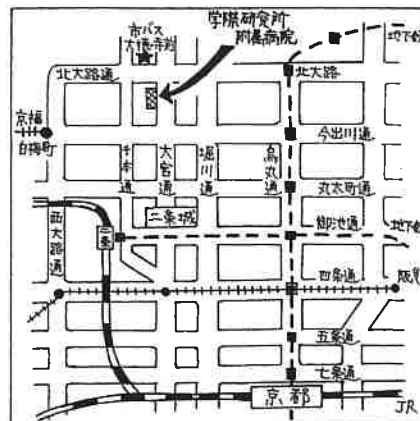 学際研究所
附属病院
市バス
大徳寺前
北大路通
北大路
地下鉄
京福
白梅町
今出川通
千本通
大宮通
堀川通
烏丸通
丸太町通
二条城
西大路通
二条
御池通
地下鉄
四条通
阪急
五条通
七条通
京都
JR